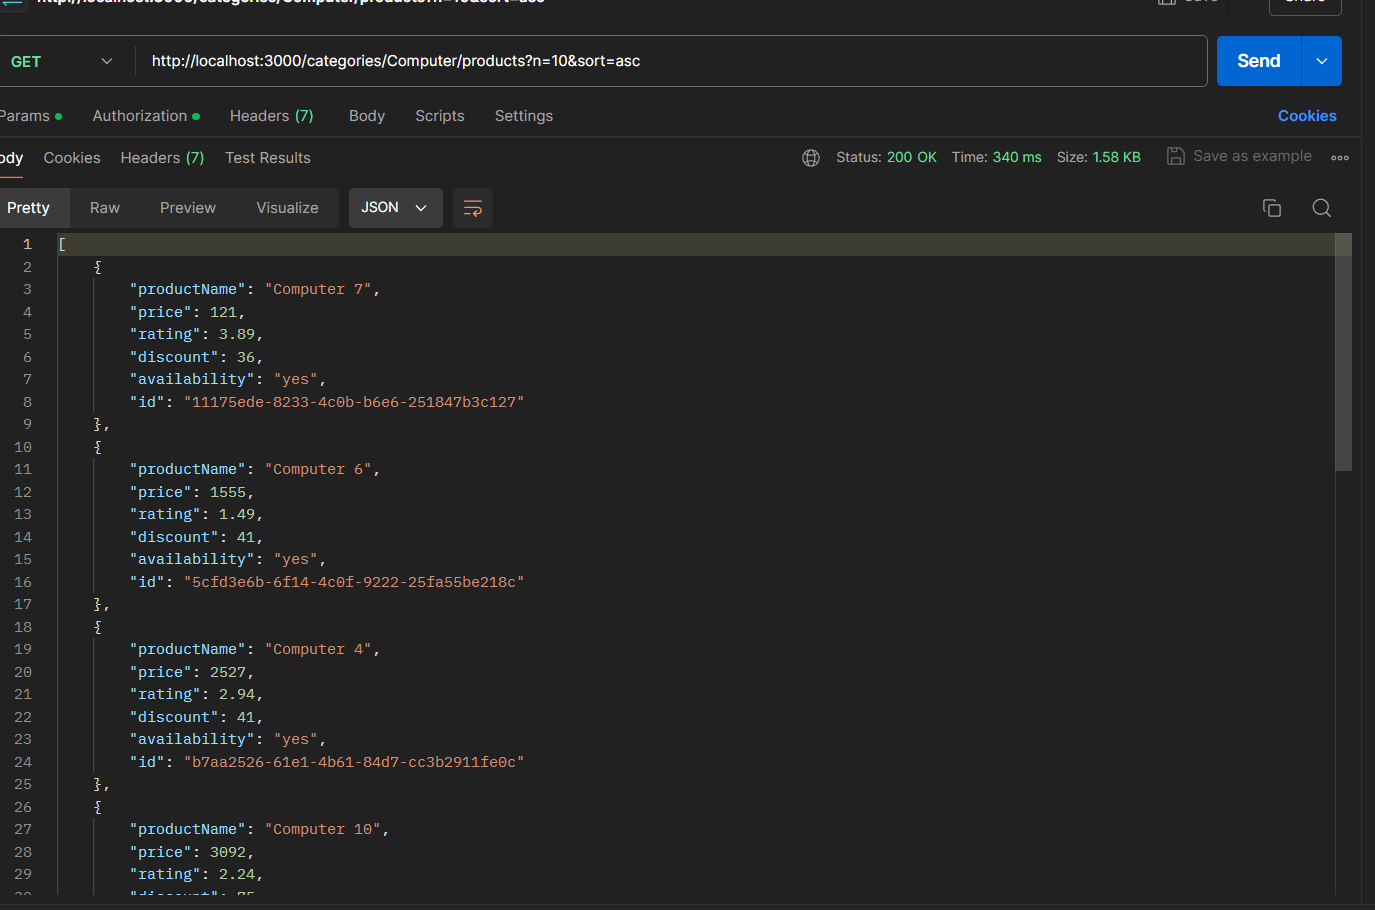 GET http://localhost:3000/categories/Computer/products?n=10&sort=asc Send
Params Authorization Headers (7) Body Scripts Settings Cookies
Cookies Headers (7) Test Results Status: 200 OK Time: 340 ms Size: 1.58 KB Save as example
Pretty Raw Preview Visualize JSON
1 [
2 {
3 "productName": "Computer 7",
4 "price": 121,
5 "rating": 3.89,
6 "discount": 36,
7 "availability": "yes",
8 "id": "11175ede-8233-4c0b-b6e6-251847b3c127"
9 },
10 {
11 "productName": "Computer 6",
12 "price": 1555,
13 "rating": 1.49,
14 "discount": 41,
15 "availability": "yes",
16 "id": "5cfd3e6b-6f14-4c0f-9222-25fa55be218c"
17 },
18 {
19 "productName": "Computer 4",
20 "price": 2527,
21 "rating": 2.94,
22 "discount": 41,
23 "availability": "yes",
24 "id": "b7aa2526-61e1-4b61-84d7-cc3b2911fe0c"
25 },
26 {
27 "productName": "Computer 10",
28 "price": 3092,
29 "rating": 2.24,